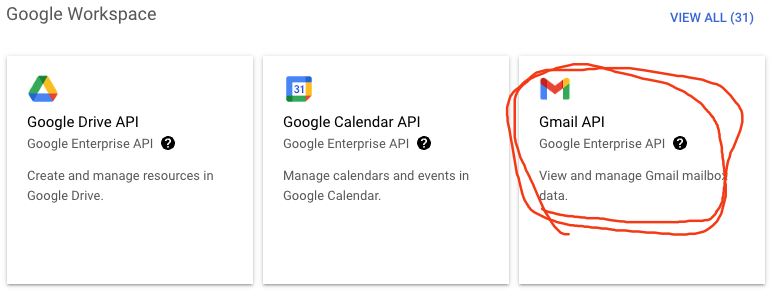 Google Workspace
VIEW ALL (31)
31
Google Drive API
Google Enterprise API ?
Create and manage resources in
Google Drive.
Google Calendar API
Google Enterprise API ?
Manage calendars and events in
Google Calendar.
Gmail API
Google Enterprise API ?
View and manage Gmail mailbox
data.